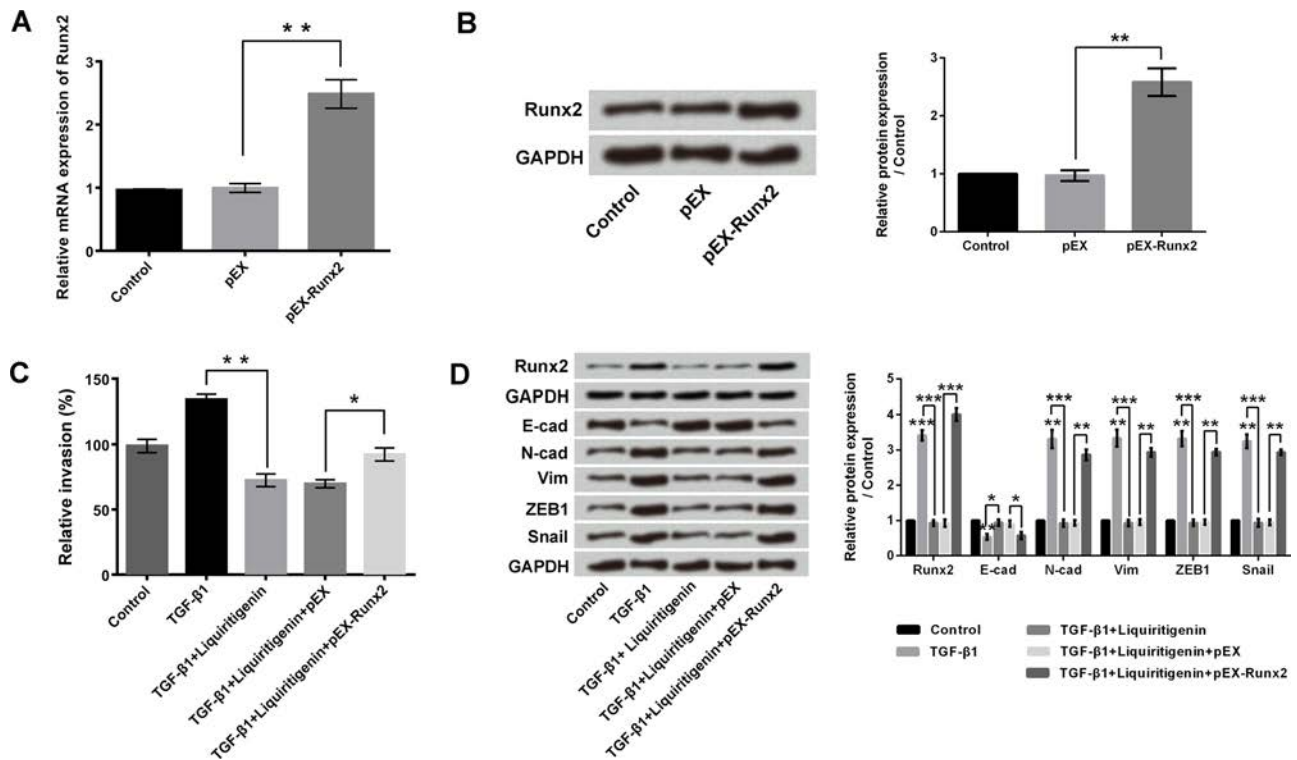 A
Relative mRNA expression of Runx2
3
2
1
0
* *
Control
pEX
pEX-Runx2
B
Runx2
GAPDH
Control
pEX
pEX-Runx2
Relative protein expression
/ Control
3
2
1
0
**
Control
pEX
pEX-Runx2
C
Relative invasion (%)
150
100
50
0
* *
*
Control
TGF-β1
TGF-β1+Liquiritigenin
TGF-β1+Liquiritigenin+pEX
TGF-β1+Liquiritigenin+pEX-Runx2
D
Runx2
GAPDH
E-cad
N-cad
Vim
ZEB1
Snail
GAPDH
Control
TGF-β1
TGF-β1+ Liquiritigenin
TGF-β1+Liquiritigenin+pEX
TGF-β1+Liquiritigenin+pEX-Runx2
Relative protein expression
/ Control
5
4
3
2
1
0
*** *** *** *** *** ***
*** ** ** ** ** ** ** ** **
* *
**
Runx2 E-cad N-cad Vim ZEB1 Snail
Control
TGF-β1
TGF-β1+Liquiritigenin
TGF-β1+Liquiritigenin+pEX
TGF-β1+Liquiritigenin+pEX-Runx2